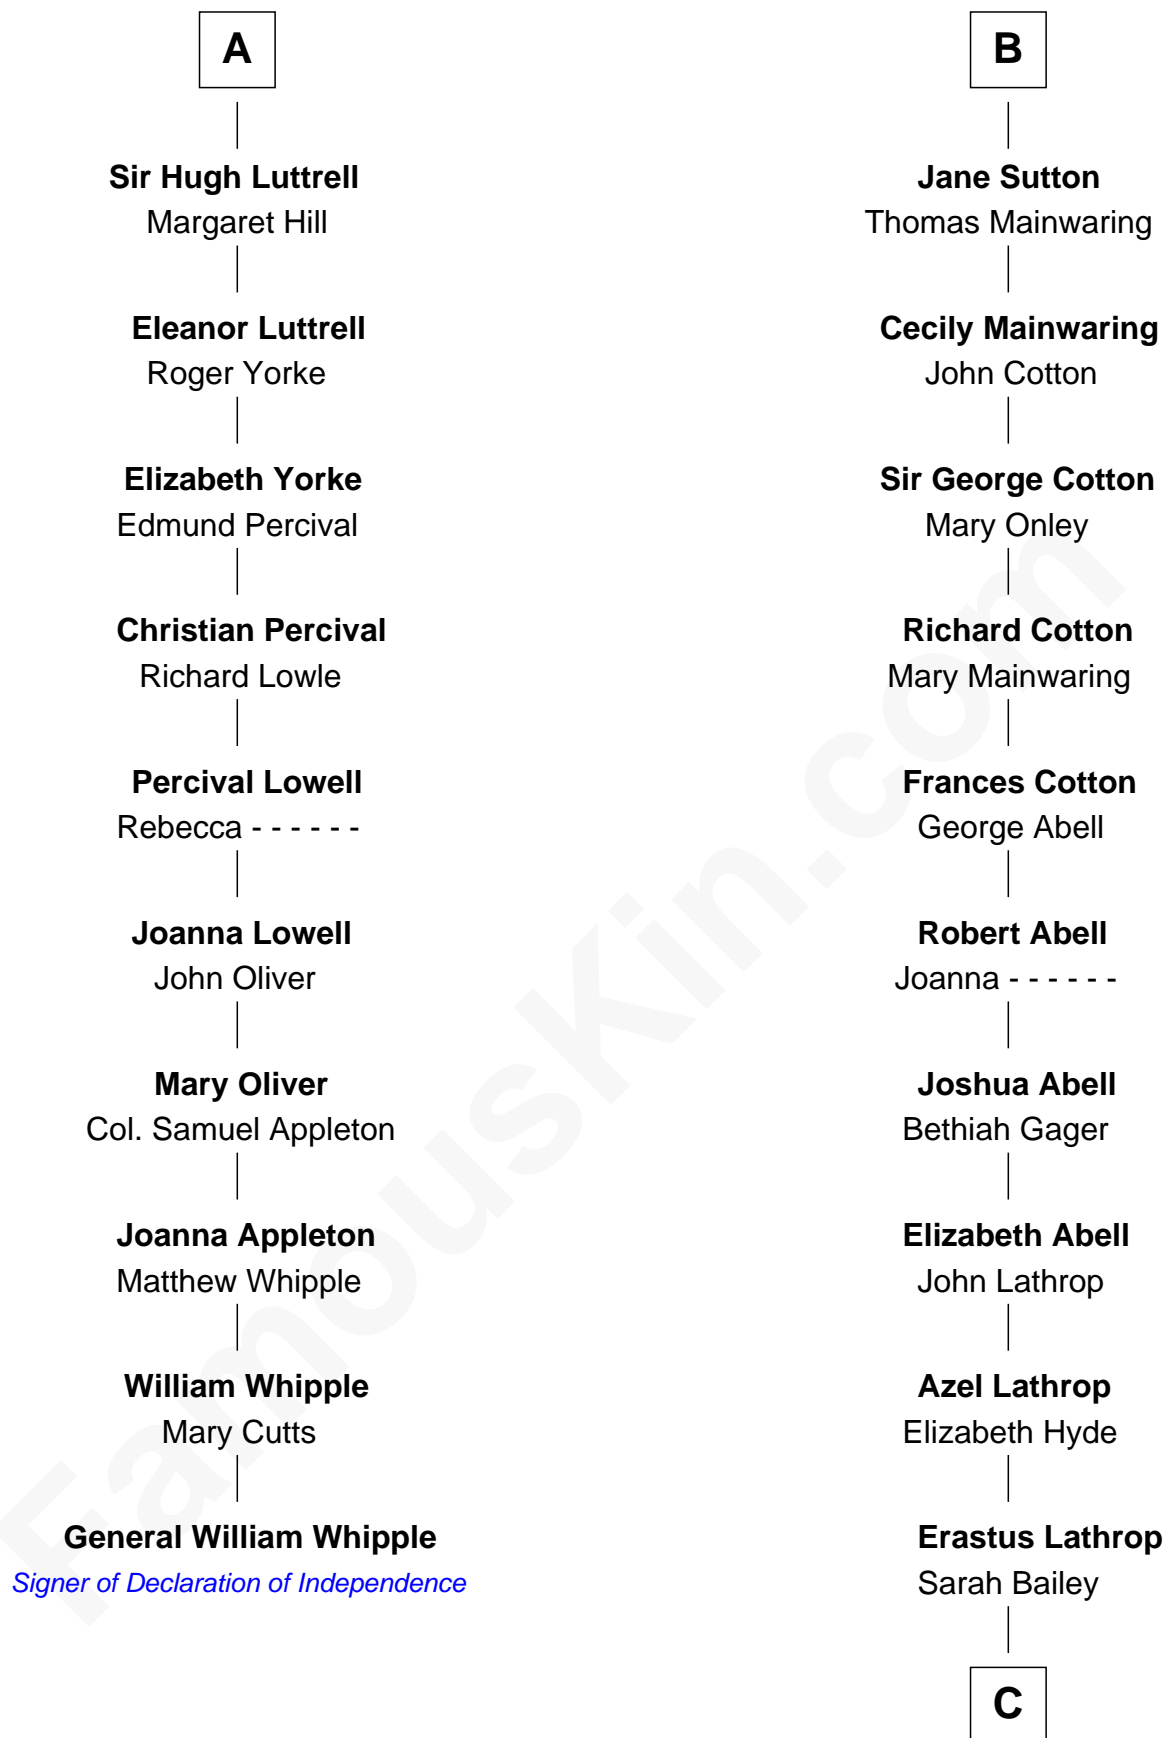 A
Sir Hugh Luttrell
Margaret Hill
Eleanor Luttrell
Roger Yorke
Elizabeth Yorke
Edmund Percival
Christian Percival
Richard Lowle
Percival Lowell
Rebecca - - - - - -
Joanna Lowell
John Oliver
Mary Oliver
Col. Samuel Appleton
Joanna Appleton
Matthew Whipple
William Whipple
Mary Cutts
General William Whipple
Signer of Declaration of Independence
B
Jane Sutton
Thomas Mainwaring
Cecily Mainwaring
John Cotton
Sir George Cotton
Mary Onley
Richard Cotton
Mary Mainwaring
Frances Cotton
George Abell
Robert Abell
Joanna - - - - - -
Joshua Abell
Bethiah Gager
Elizabeth Abell
John Lathrop
Azel Lathrop
Elizabeth Hyde
Erastus Lathrop
Sarah Bailey
C
FamousKin.com